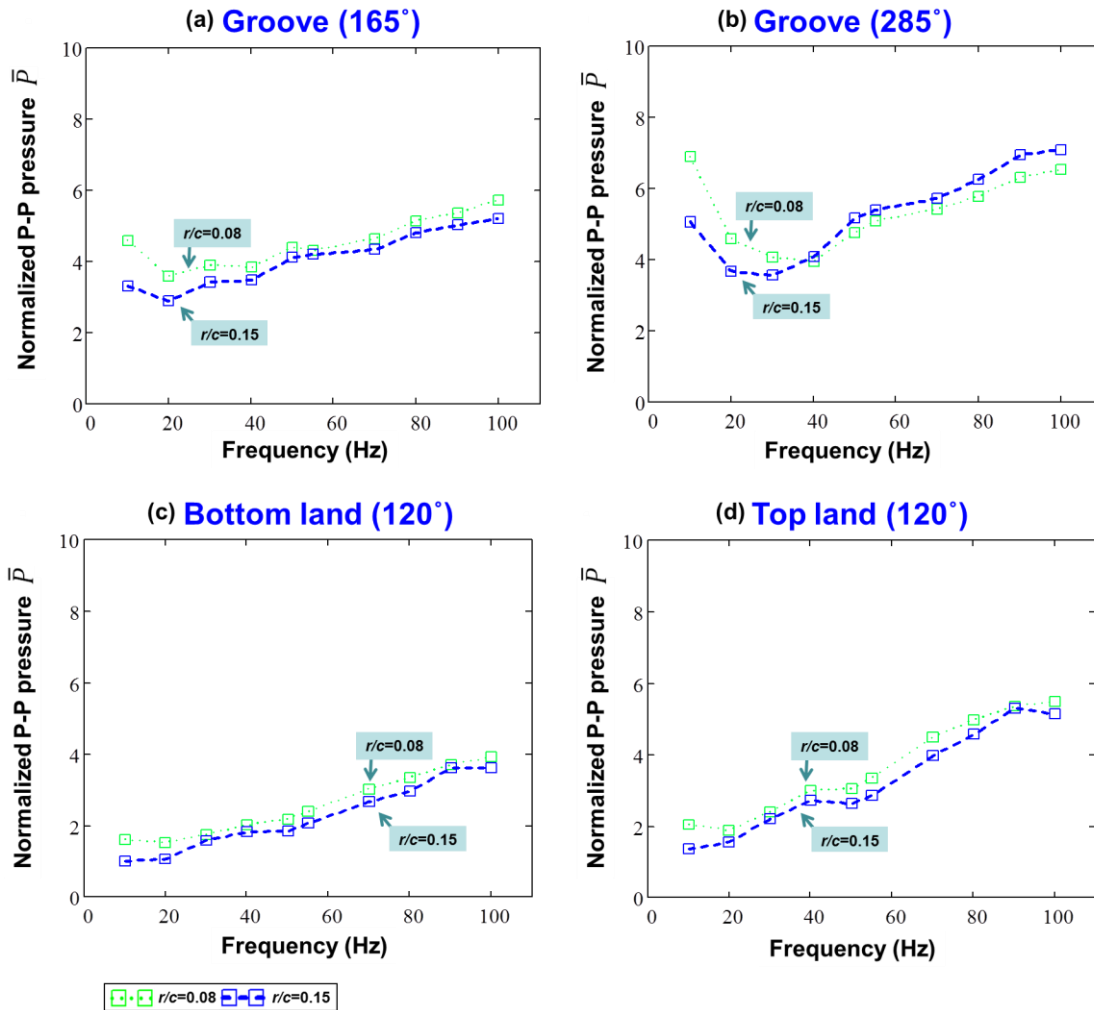 (a) Groove (165˚)
Normalized P-P pressure P̅
10
8
6
4
2
0
r/c=0.08
r/c=0.15
0 20 40 60 80 100
Frequency (Hz)
(b) Groove (285˚)
Normalized P-P pressure P̅
10
8
6
4
2
0
r/c=0.08
r/c=0.15
0 20 40 60 80 100
Frequency (Hz)
(c) Bottom land (120˚)
Normalized P-P pressure P̅
10
8
6
4
2
0
r/c=0.08
r/c=0.15
0 20 40 60 80 100
Frequency (Hz)
(d) Top land (120˚)
Normalized P-P pressure P̅
10
8
6
4
2
0
r/c=0.08
r/c=0.15
0 20 40 60 80 100
Frequency (Hz)
r/c=0.08 r/c=0.15